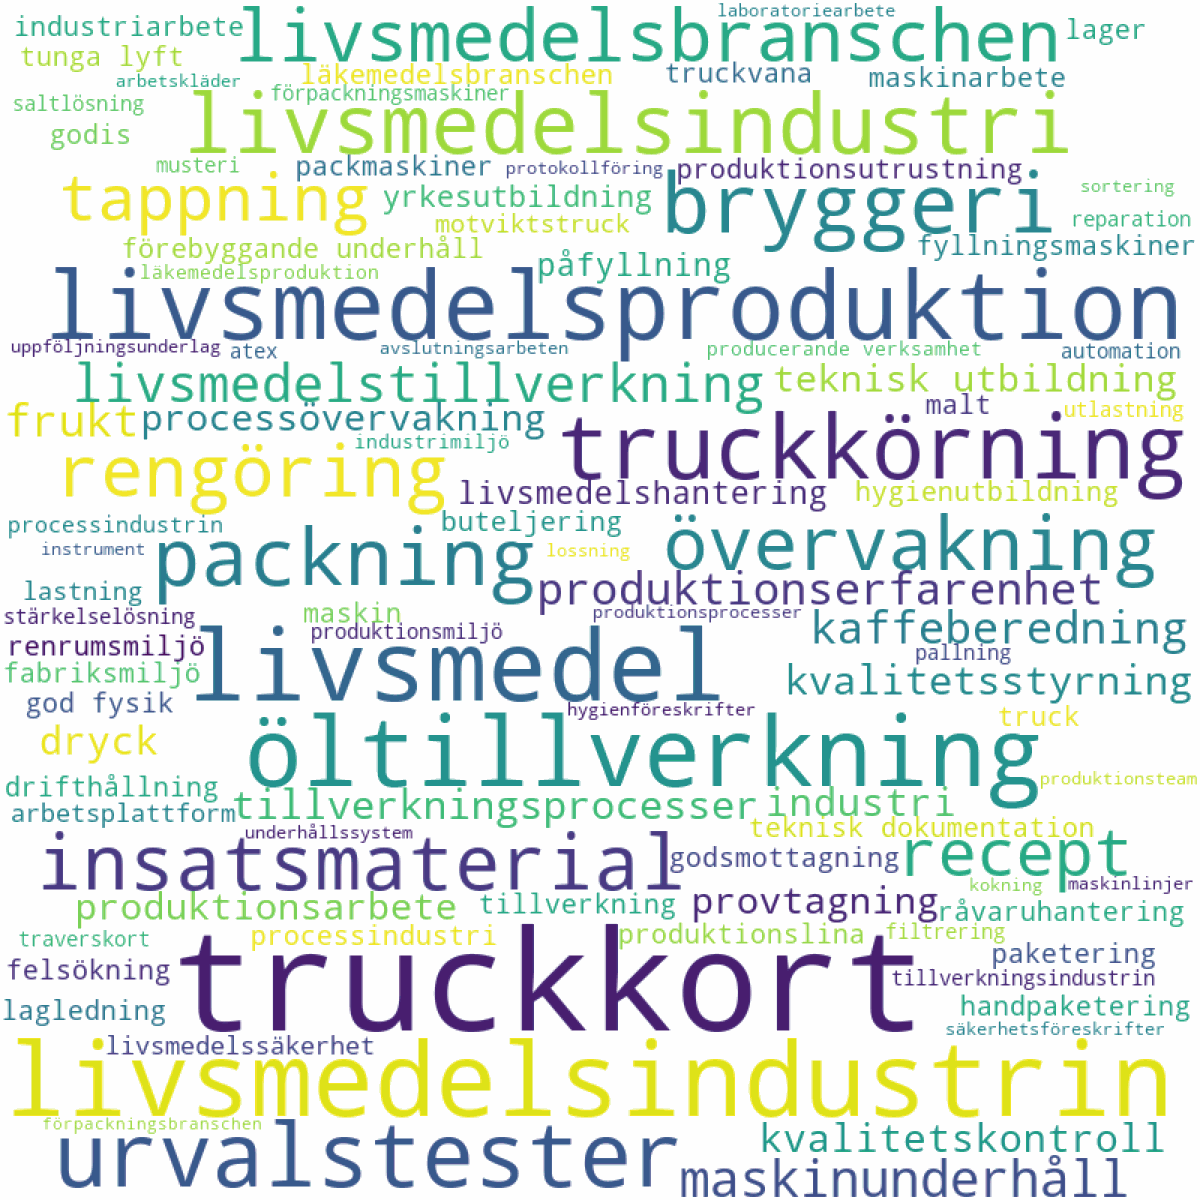 industriarbete
livsmedelsbranschen
laboratoriearbete
lager
tunga lyft
arbetskläder
läkemedelsbranschen
truckvana
maskinarbete
saltlösning
förpackningsmaskiner
godis
livsmedelsindustri
musteri
packmaskiner
protokollföring
produktionsutrustning
tappning
yrkesutbildning
bryggeri
sortering
motviktstruck
reparation
förebyggande underhåll
fyllningsmaskiner
läkemedelsproduktion
påfyllning
livsmedelsproduktion
uppföljningsunderlag
atex
avslutningsarbeten
producerande verksamhet
automation
livsmedelstillverkning
teknisk utbildning
frukt
processövervakning
malt
utlastning
industrimiljö
truckkörning
rengöring
livsmedelshantering
hygienutbildning
processindustrin
buteljering
instrument
packning
lossning
övervakning
lastning
produktionserfarenhet
stärkelselösning
maskin
produktionsprocesser
renrumsmiljö
produktionsmiljö
kaffeberedning
fabriksmiljö
livsmedel
pallning
god fysik
kvalitetsstyrning
hygienföreskrifter
truck
dryck
öltillverkning
drifthållning
produktionsteam
arbetsplattform
tillverkningsprocesser
industri
underhållssystem
teknisk dokumentation
insatsmaterial
godsmottagning
recept
kokning
maskinlinjer
produktionsarbete
tillverkning
provtagning
råvaruhantering
traverskort
processindustri
produktionslina
filtrering
felsökning
truckkort
paketering
tillverkningsindustrin
lagledning
handpaketering
säkerhetsföreskrifter
livsmedelssäkerhet
livsmedelsindustrin
förpackningsbranschen
urvalstester
kvalitetskontroll
maskinunderhåll